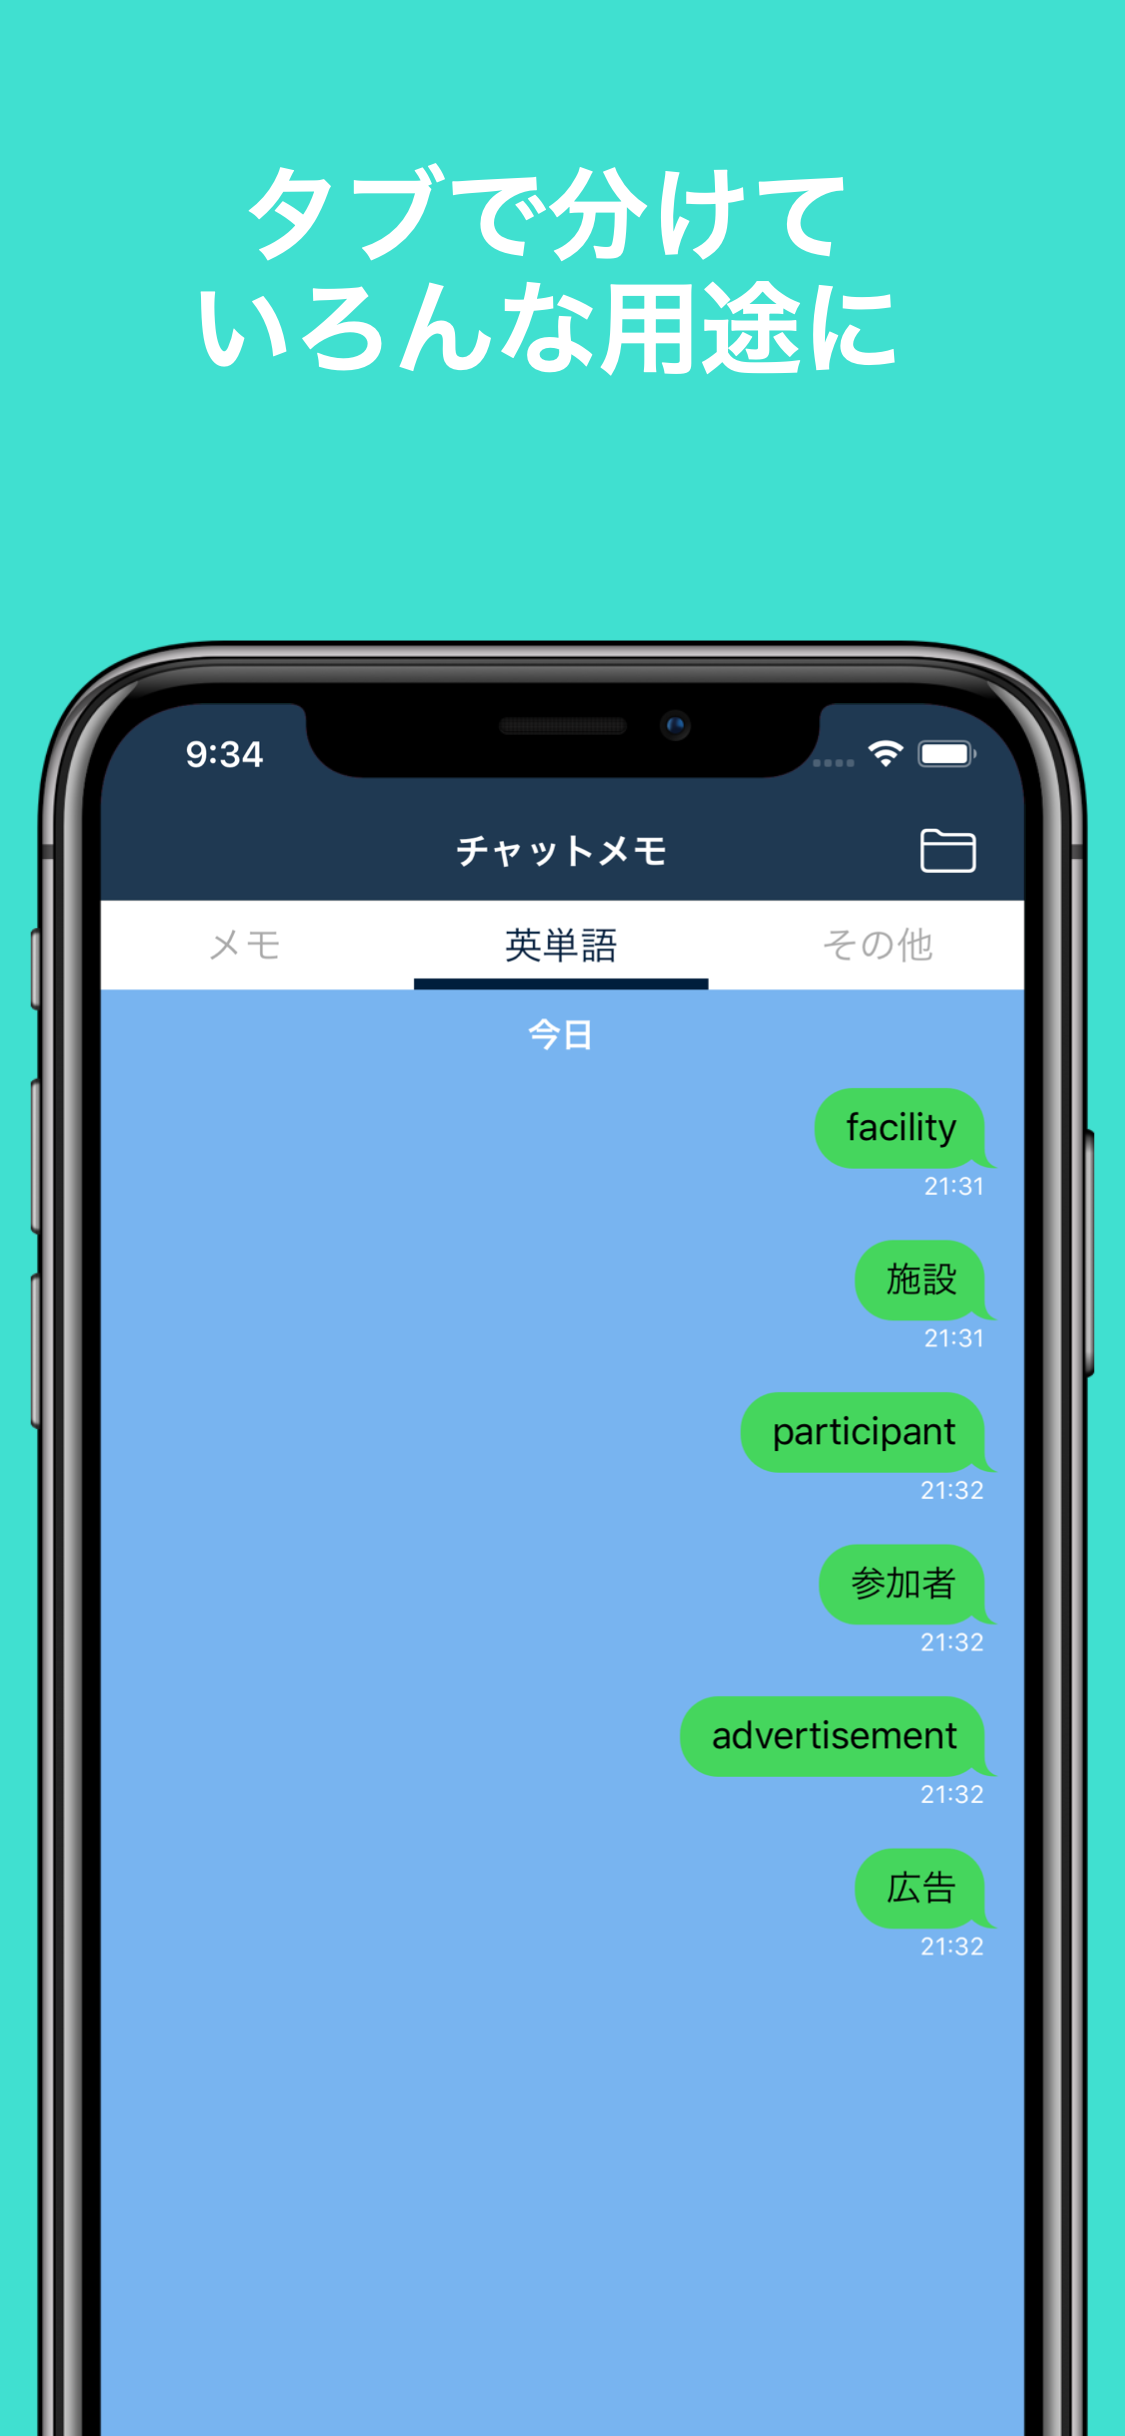 タブで分けて
いろんな用途に
9:34
チャットメモ
メモ 英単語 その他
今日
facility
21:31
施設
21:31
participant
21:32
参加者
21:32
advertisement
21:32
広告
21:32